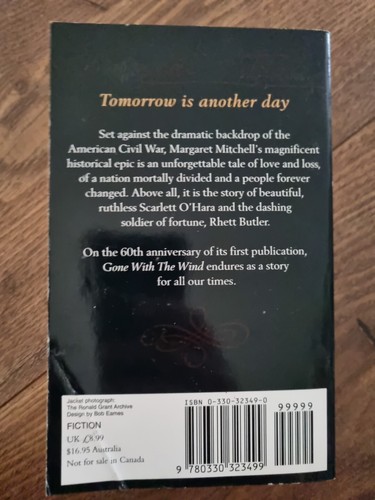 Tomorrow is another day
Set against the dramatic backdrop of the
American Civil War, Margaret Mitchell's magnificent
historical epic is an unforgettable tale of love and loss,
of a nation mortally divided and a people forever
changed. Above all, it is the story of beautiful,
ruthless Scarlett O'Hara and the dashing
soldier of fortune, Rhett Butler.
On the 60th anniversary of its first publication,
Gone With The Wind endures as a story
for all our times.
Jacket photograph:
The Ronald Grant Archive
Design by Bob Eames
FICTION
UK £8.99
$16.95 Australia
Not for sale in Canada
ISBN 0-330-32349-0
99999
9 780330 323499